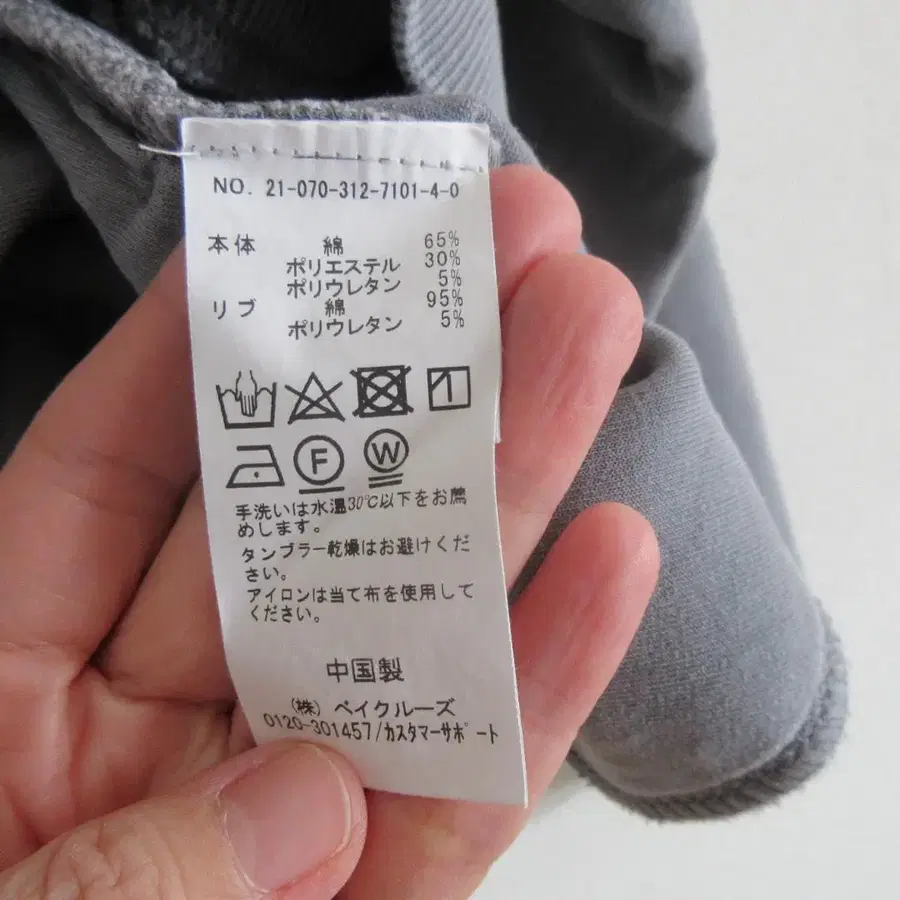 NO. 21-070-312-7101-4-0
本体 綿 65%
ポリエステル 30%
ポリウレタン 5%
リブ 綿 95%
ポリウレタン 5%
F W
手洗いは水温30℃以下をお薦
めします。
タンブラー乾燥はお避けくだ
さい。
アイロンは当て布を使用して
ください。
中国製
(株) ベイクルーズ
0120-301457/カスタマーサポート